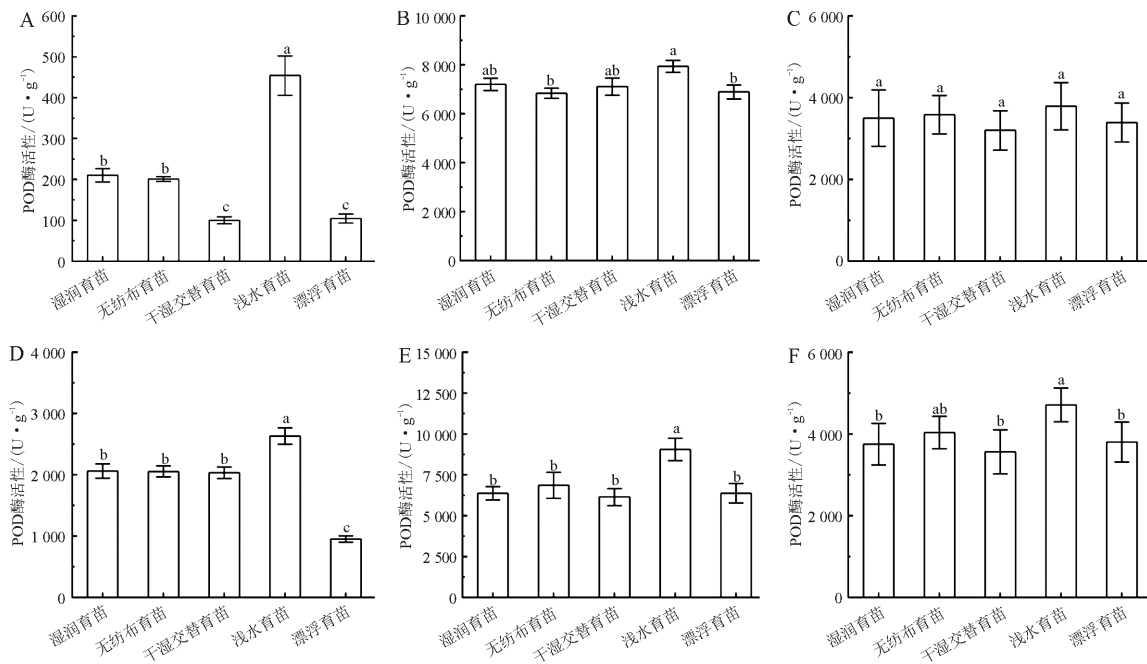 A
POD酶活性/(U·g⁻¹)
600
500
400
300
200
100
0
b
b
c
a
c
湿润育苗
无纺布育苗
干湿交替育苗
浅水育苗
漂浮育苗
B
POD酶活性/(U·g⁻¹)
10 000
8 000
6 000
4 000
2 000
0
ab
b
ab
a
b
湿润育苗
无纺布育苗
干湿交替育苗
浅水育苗
漂浮育苗
C
POD酶活性/(U·g⁻¹)
6 000
4 000
2 000
0
a
a
a
a
a
湿润育苗
无纺布育苗
干湿交替育苗
浅水育苗
漂浮育苗
D
POD酶活性/(U·g⁻¹)
4 000
3 000
2 000
1 000
0
b
b
b
a
c
湿润育苗
无纺布育苗
干湿交替育苗
浅水育苗
漂浮育苗
E
POD酶活性/(U·g⁻¹)
15 000
12 500
10 000
7 500
5 000
2 500
0
b
b
b
a
b
湿润育苗
无纺布育苗
干湿交替育苗
浅水育苗
漂浮育苗
F
POD酶活性/(U·g⁻¹)
6 000
4 000
2 000
0
b
ab
b
a
b
湿润育苗
无纺布育苗
干湿交替育苗
浅水育苗
漂浮育苗